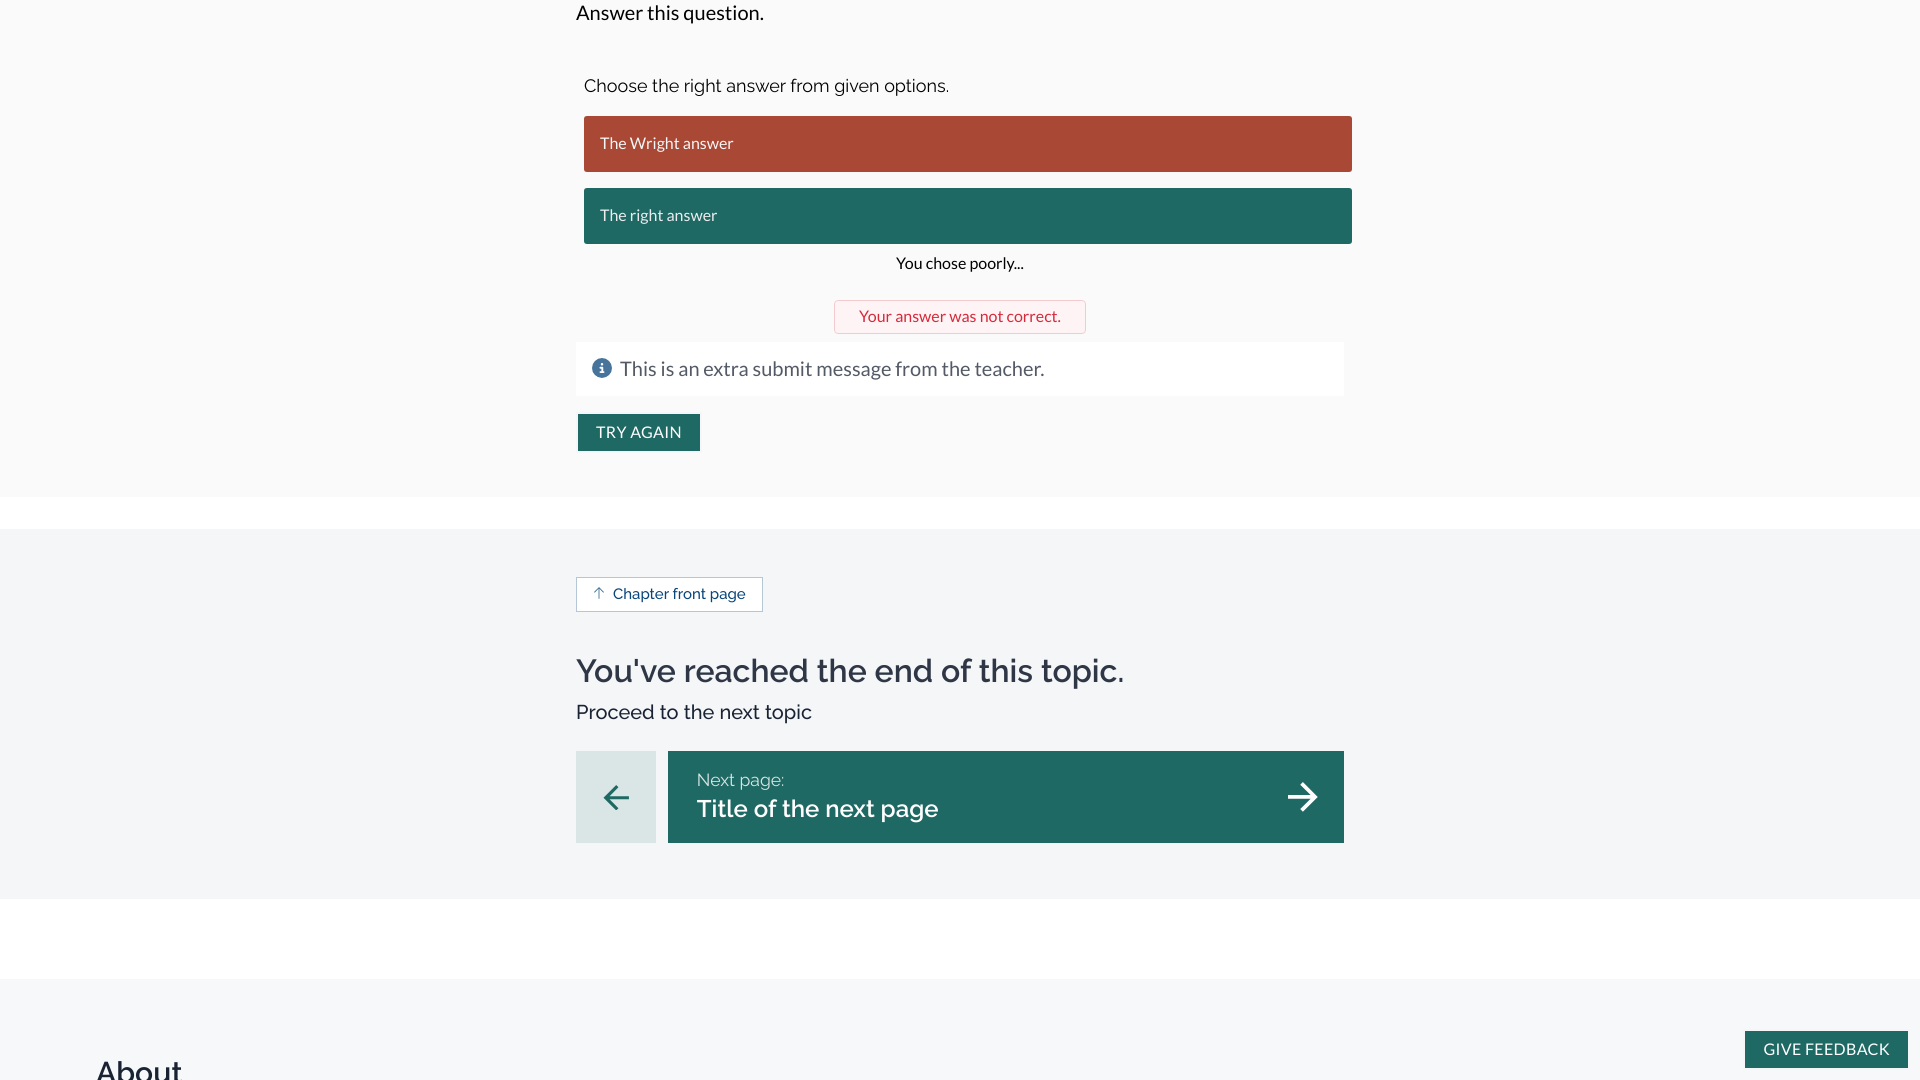 Answer this question.
Choose the right answer from given options.
The Wright answer
The right answer
You chose poorly...
Your answer was not correct.
This is an extra submit message from the teacher.
TRY AGAIN
Chapter front page
You've reached the end of this topic.
Proceed to the next topic
Next page:
Title of the next page
GIVE FEEDBACK
About